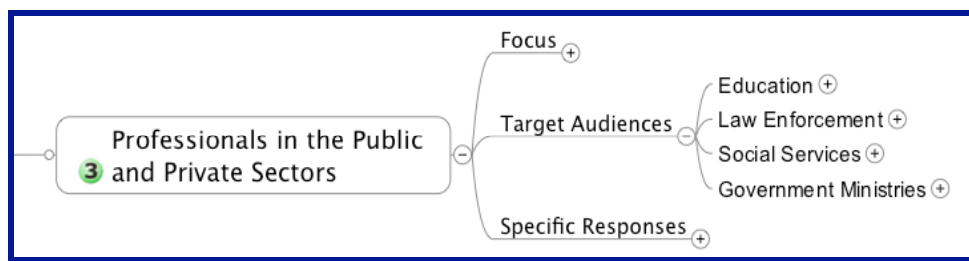 Focus
Education
Target Audiences
Law Enforcement
Professionals in the Public
3 and Private Sectors
Social Services
Government Ministries
Specific Responses